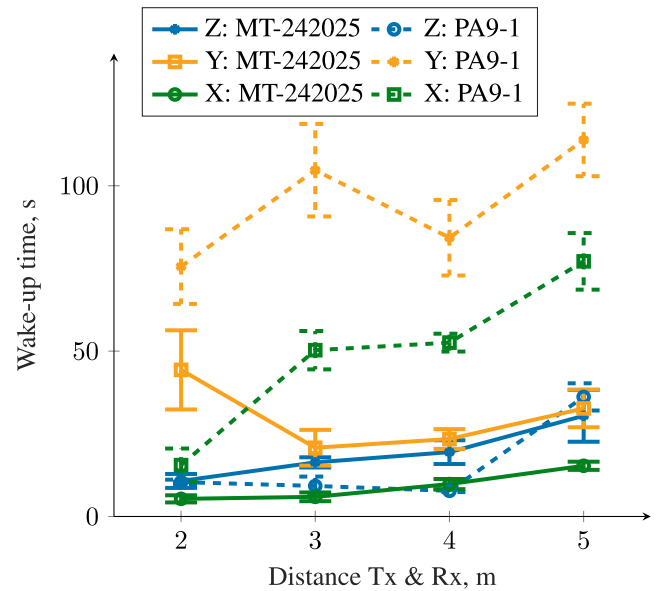 Z: MT-242025 Z: PA9-1
Y: MT-242025 Y: PA9-1
X: MT-242025 X: PA9-1
100
50
0
Wake-up time, s
2 3 4 5
Distance Tx & Rx, m